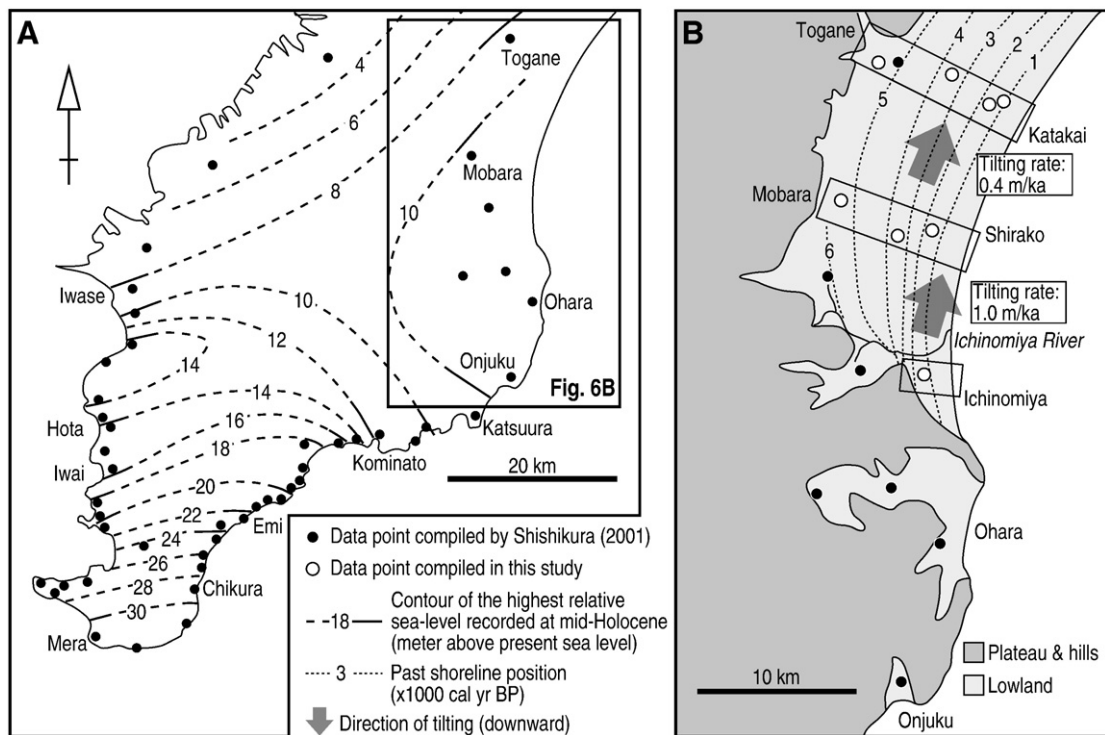 A
4
6
8
10
Togane
Mobara
Ohara
Onjuku
Fig. 6B
Iwase
10
12
14
14
16
18
20
22
24
26
28
30
Hota
Iwai
Kominato
Katsuura
20 km
Emi
Chikura
Mera
Data point compiled by Shishikura (2001)
Data point compiled in this study
18
Contour of the highest relative
sea-level recorded at mid-Holocene
(meter above present sea level)
3
Past shoreline position
(x1000 cal yr BP)
Direction of tilting (downward)
B
Togane
4
3
2
1
5
Katakai
Tilting rate:
0.4 m/ka
Mobara
Shirako
6
Tilting rate:
1.0 m/ka
Ichinomiya River
Ichinomiya
Ohara
Plateau & hills
Lowland
10 km
Onjuku